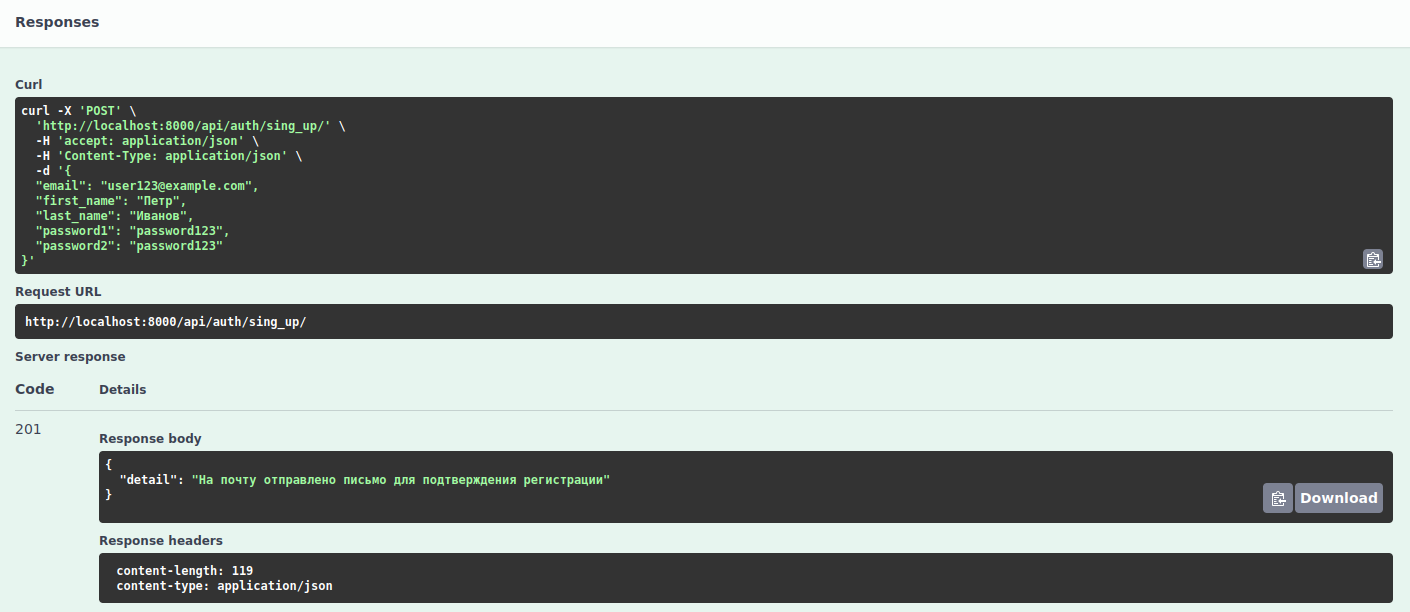 Responses
Curl
curl -X 'POST' \
'http://localhost:8000/api/auth/sing_up/' \
-H 'accept: application/json' \
-H 'Content-Type: application/json' \
-d '{
"email": "user123@example.com",
"first_name": "Петр",
"last_name": "Иванов",
"password1": "password123",
"password2": "password123"
}'
Request URL
http://localhost:8000/api/auth/sing_up/
Server response
Code Details
201
Response body
{
"detail": "На почту отправлено письмо для подтверждения регистрации"
}
Download
Response headers
content-length: 119
content-type: application/json